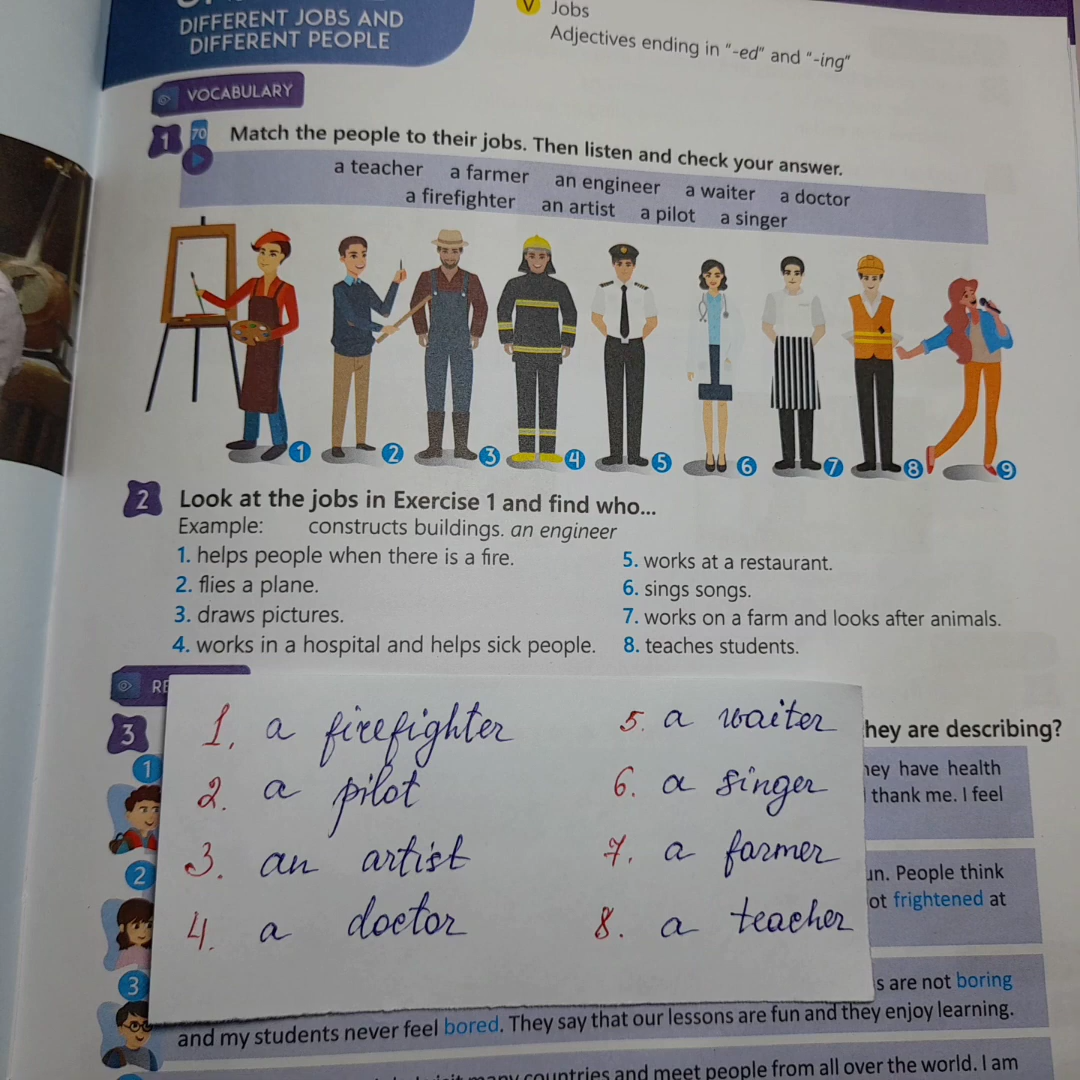 DIFFERENT JOBS AND
DIFFERENT PEOPLE
V Jobs
Adjectives ending in "-ed" and "-ing"
VOCABULARY
1 70 Match the people to their jobs. Then listen and check your answer.
a teacher a farmer an engineer a waiter a doctor
a firefighter an artist a pilot a singer
1 2 3 4 5 6 7 8 9
2 Look at the jobs in Exercise 1 and find who...
Example: constructs buildings. an engineer
1. helps people when there is a fire.
2. flies a plane.
3. draws pictures.
4. works in a hospital and helps sick people.
5. works at a restaurant.
6. sings songs.
7. works on a farm and looks after animals.
8. teaches students.
3
hey are describing?
1
hey have health
thank me. I feel
2
un. People think
ot frightened at
3
s are not boring
and my students never feel bored. They say that our lessons are fun and they enjoy learning.
many countries and meet people from all over the world. I am
1. a firefighter
2. a pilot
3. an artist
4. a doctor
5. a waiter
6. a singer
7. a farmer
8. a teacher